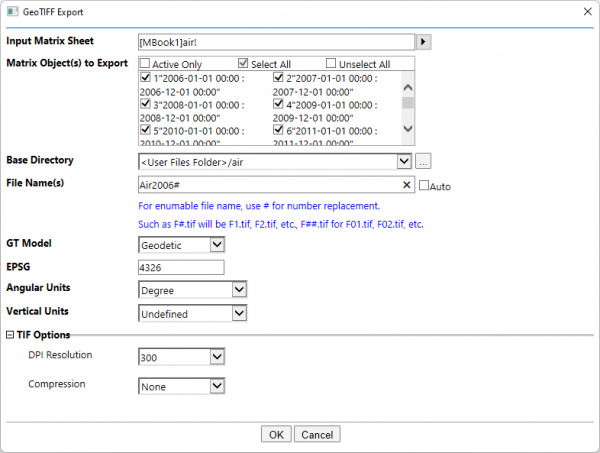 GeoTIFF Export
Input Matrix Sheet [MBook1]air!
Matrix Object(s) to Export Active Only Select All Unselect All
1"2006-01-01 00:00 : 2"2007-01-01 00:00 :
2006-12-01 00:00" 2007-12-01 00:00"
3"2008-01-01 00:00 : 4"2009-01-01 00:00 :
2008-12-01 00:00" 2009-12-01 00:00"
5"2010-01-01 00:00 : 6"2011-01-01 00:00 :
2010-12-01 00:00" 2011-12-01 00:00"
Base Directory <User Files Folder>/air ...
File Name(s) Air2006# Auto
For enumable file name, use # for number replacement.
Such as F#.tif will be F1.tif, F2.tif, etc., F##.tif for F01.tif, F02.tif, etc.
GT Model Geodetic
EPSG 4326
Angular Units Degree
Vertical Units Undefined
TIF Options
DPI Resolution 300
Compression None
OK Cancel